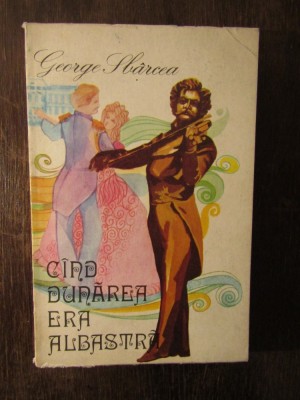 George Sbârcea
CÎND
DUNĂREA
ERA
ALBASTRĂ